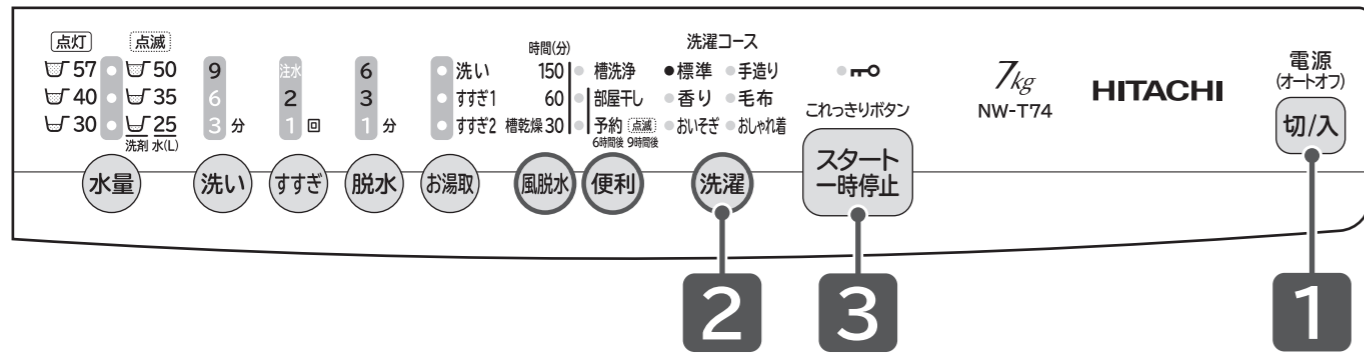 点灯 点滅
57 50
40 35
30 25
洗剤 水(L)
水量
9
6
3 分
洗い
注水
2
1 回
すすぎ
6
3
1 分
脱水
洗い
すすぎ1
すすぎ2
お湯取
時間(分)
150
60
槽乾燥 30
風脱水
槽洗浄
部屋干し
予約 点滅
6時間後 9時間後
便利
洗濯コース
標準 手造り
香り 毛布
おいそぎ おしゃれ着
洗濯
これっきりボタン
スタート
一時停止
7kg
NW-T74
HITACHI
電源
(オートオフ)
切/入
2
3
1